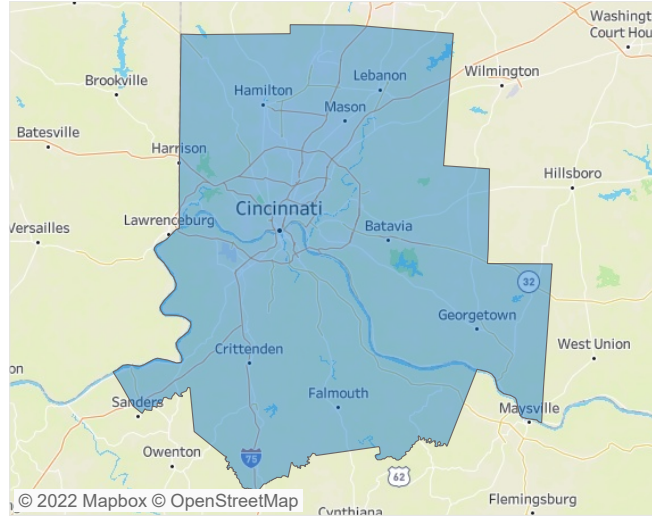 Washingt
Court Hou
Brookville
Lebanon
Wilmington
Hamilton
Mason
Batesville
Harrison
Hillsboro
Cincinnati
Lawrenceburg
Versailles
Batavia
32
Georgetown
West Union
Crittenden
on
Falmouth
Sanders
Maysville
Owenton
75
62
© 2022 Mapbox © OpenStreetMap
Cynthiana
Flemingsburg